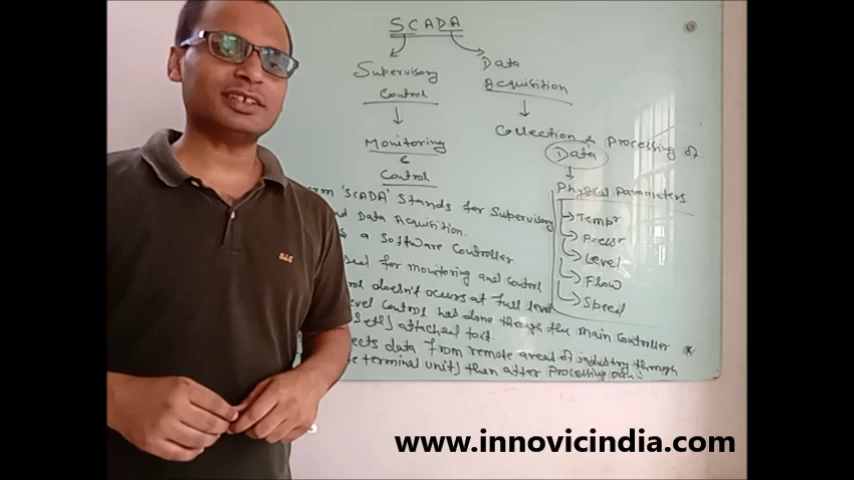 SCADA
Supervisory
Control
Data
Acquisition
Monitoring
&
Control
Collection & Processing of
Data
Physical Parameters
Tempr
Pressr
Level
Flow
Speed
'SCADA' Stands for Supervisory
Data Acquisition.
a Software Controller
for monitoring and control
doesn't occurs at full level
Control has done through the main controller
attached to it.
data from remote areas of industry through
terminal units then after Processing
www.innovicindia.com